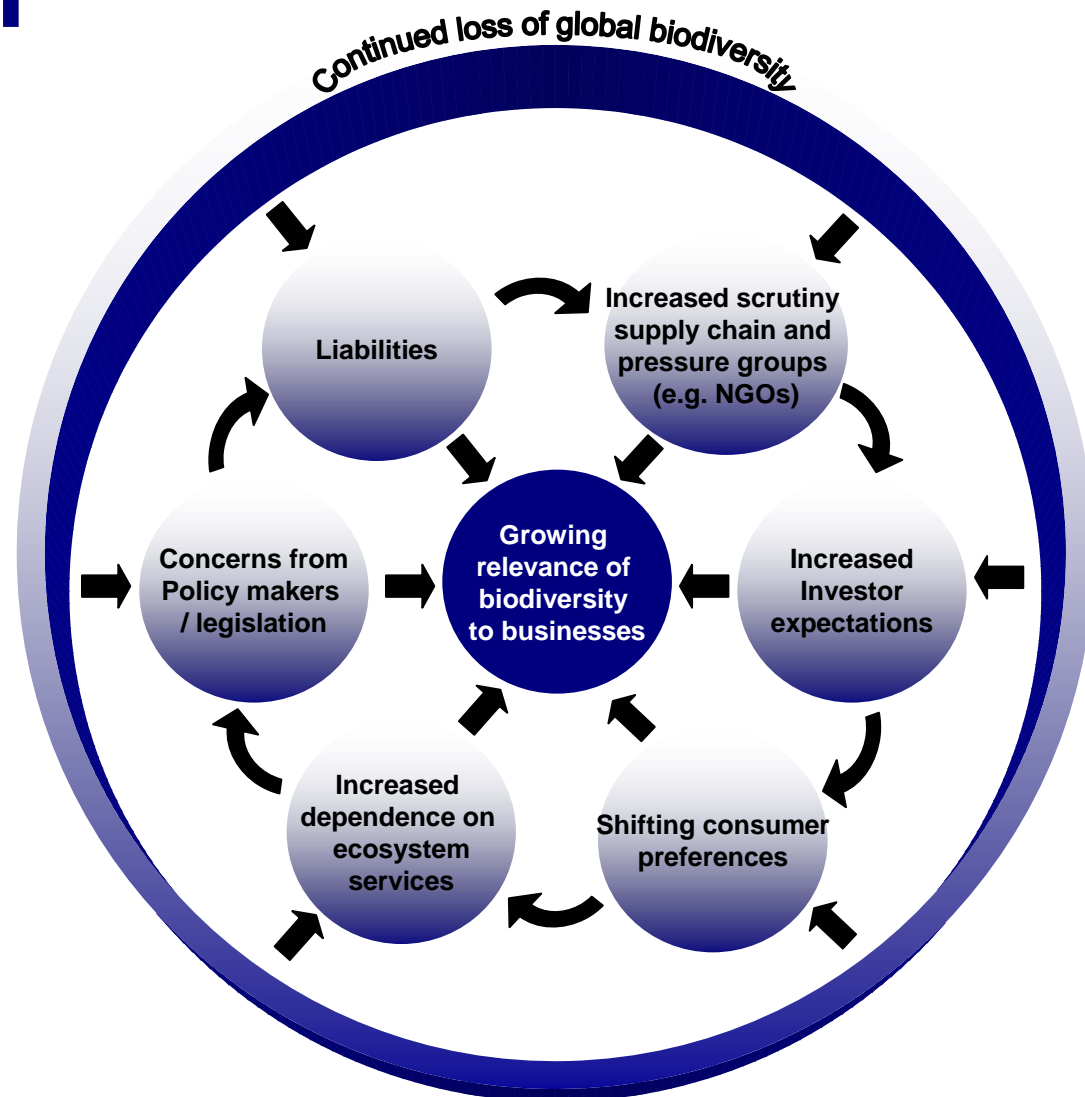 Continued loss of global biodiversity
Liabilities
Increased scrutiny
supply chain and
pressure groups
(e.g. NGOs)
Concerns from
Policy makers
/ legislation
Growing
relevance of
biodiversity
to businesses
Increased
Investor
expectations
Increased
dependence on
ecosystem
services
Shifting consumer
preferences